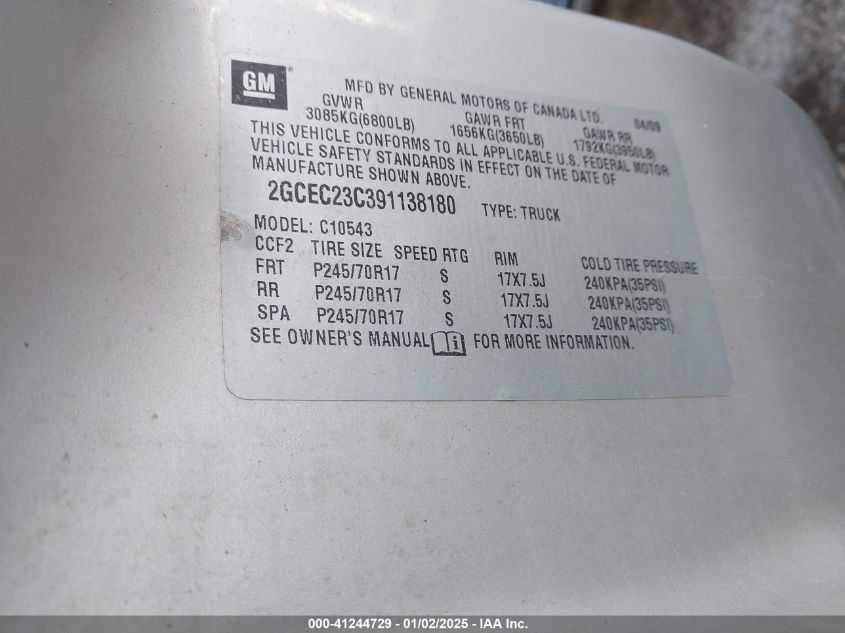 GM
MFD BY GENERAL MOTORS OF CANADA LTD. 04/09
GVWR GAWR FRT GAWR RR
3085KG(6800LB) 1656KG(3650LB) 1792KG(3950LB)
THIS VEHICLE CONFORMS TO ALL APPLICABLE U.S. FEDERAL MOTOR
VEHICLE SAFETY STANDARDS IN EFFECT ON THE DATE OF
MANUFACTURE SHOWN ABOVE.
2GCEC23C391138180 TYPE: TRUCK
MODEL: C10543
CCF2 TIRE SIZE SPEED RTG RIM COLD TIRE PRESSURE
FRT P245/70R17 S 17X7.5J 240KPA(35PSI)
RR P245/70R17 S 17X7.5J 240KPA(35PSI)
SPA P245/70R17 S 17X7.5J 240KPA(35PSI)
SEE OWNER'S MANUAL i FOR MORE INFORMATION.
000-41244729 - 01/02/2025 - IAA Inc.